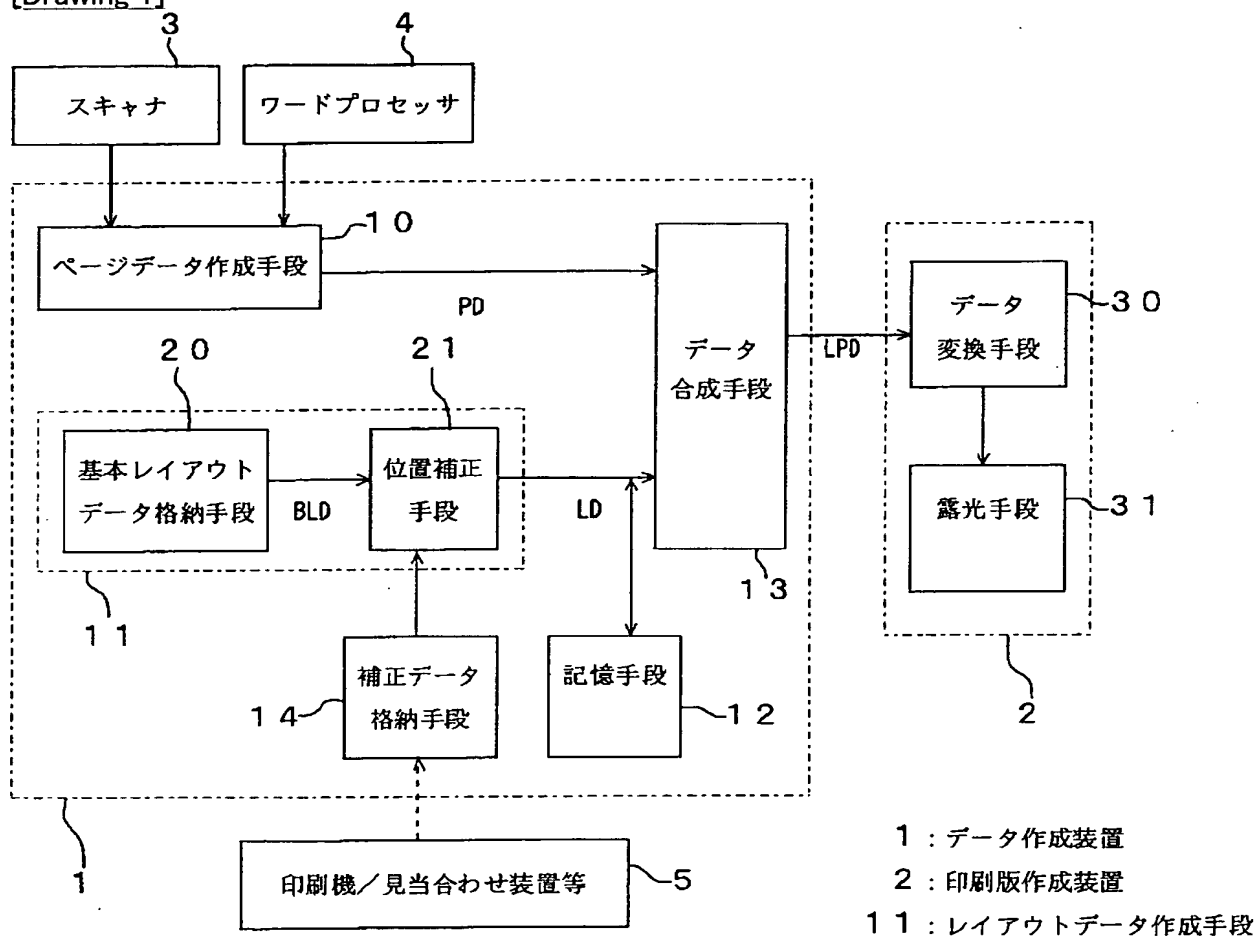 [Drawing 1]
3
4
スキャナ
ワードプロセッサ
10
ページデータ作成手段
PD
20
21
基本レイアウト
データ格納手段
BLD
位置補正
手段
LD
データ
合成手段
13
LPD
データ
変換手段
30
露光手段
31
11
補正データ
格納手段
14
記憶手段
12
2
1
印刷機/見当合わせ装置等
5
1:データ作成装置
2:印刷版作成装置
11:レイアウトデータ作成手段